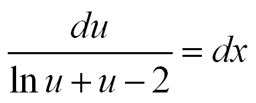 du/(ln u + u − 2) = dx